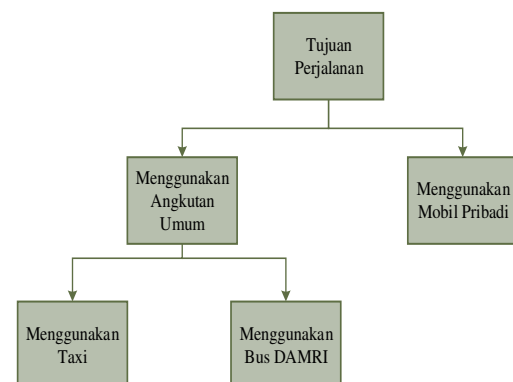 Tujuan
Perjalanan
Menggunakan
Angkutan
Umum
Menggunakan
Mobil Pribadi
Menggunakan
Taxi
Menggunakan
Bus DAMRI